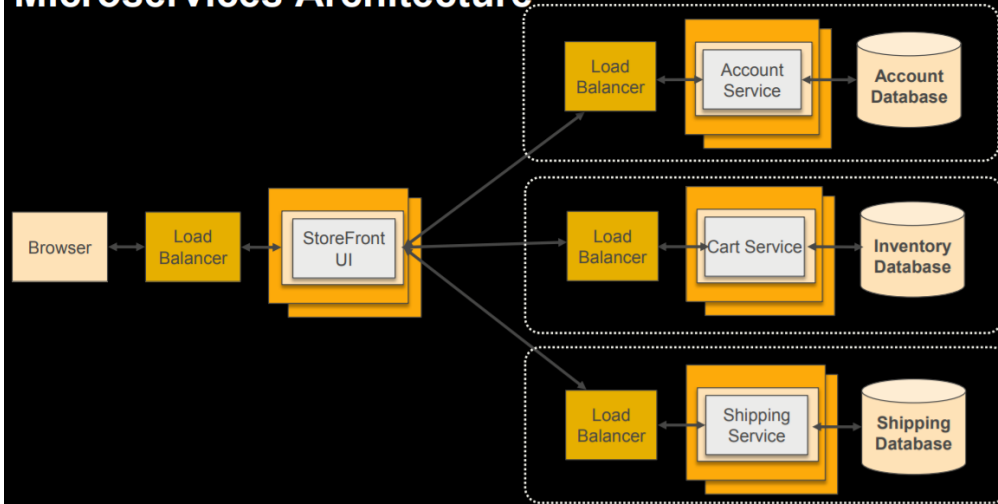 Microservices Architecture
Load
Balancer
Account
Service
Account
Database
Browser
Load
Balancer
StoreFront
UI
Load
Balancer
Cart Service
Inventory
Database
Load
Balancer
Shipping
Service
Shipping
Database